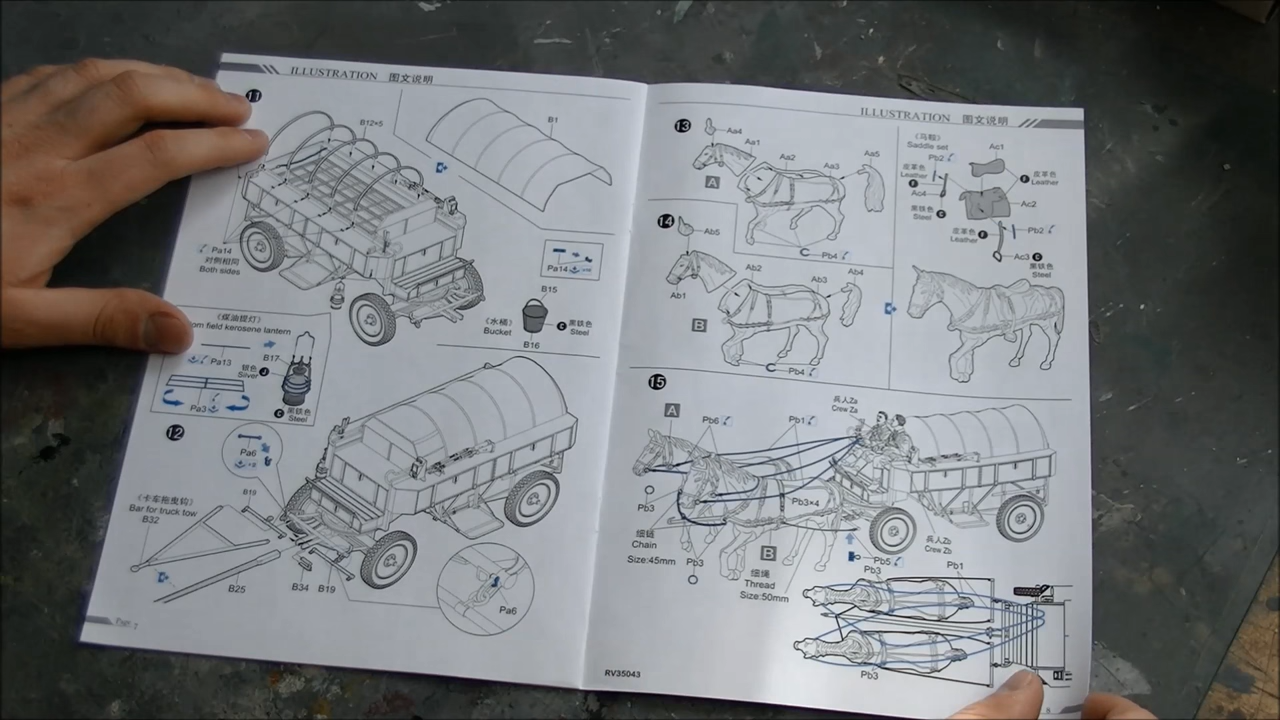 ILLUSTRATION 图文说明
11
B12×5
B1
Pa14
对侧相同
Both sides
Pa14
B15
《水桶》
Bucket
C 黑铁色
Steel
B16
《煤油提灯》
om field kerosene lantern
Pa13
B17
银色
Silver
J
Pa3
C 黑铁色
Steel
12
Pa6
《卡车拖曳钩》
Bar for truck tow
B32
B19
B25
B34
B19
Pa6
Page 7
ILLUSTRATION 图文说明
13
Aa4
Aa1
Aa2
Aa3
Aa5
A
Pb4
《马鞍》
Saddle set
Pb2
Ac1
皮革色
Leather
F
F 皮革色
Leather
Ac4
Ac2
黑铁色
Steel
C
皮革色
Leather
F
Pb2
Ac3 C
黑铁色
Steel
14
Ab5
Ab1
Ab2
Ab3
Ab4
B
Pb4
15
A
Pb6
Pb1
兵人Za
Crew Za
Pb3
Pb3×4
细链
Chain
Size:45mm
Pb3
B
细绳
Thread
Size:50mm
Pb5
Pb3
兵人Zb
Crew Zb
Pb1
Pb3
RV35043
8